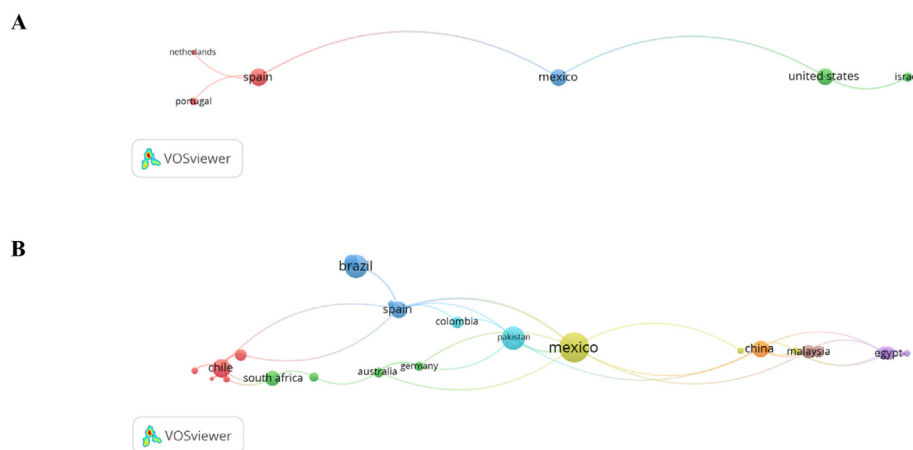 A
netherlands
spain
mexico
united states
portugal
VOSviewer
B
brazil
spain
colombia
pakistan
mexico
china
malaysia
egypt
chile
south africa
australia
germany
VOSviewer